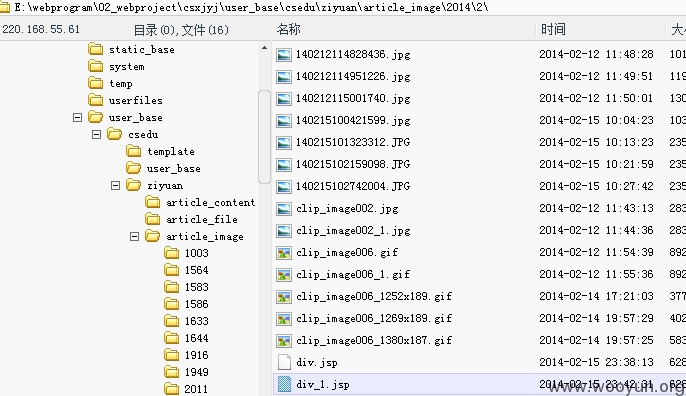 E:\webprogram\02_webproject\csxjyj\user_base\csedu\ziyuan\article_image\2014\2\
220.168.55.61 目录(0),文件(16) 名称 时间 大
static_base
system
temp
userfiles
user_base
csedu
template
user_base
ziyuan
article_content
article_file
article_image
1003
1564
1583
1586
1633
1644
1916
1949
2011
140212114828436.jpg 2014-02-12 11:48:28 101
140212114951226.jpg 2014-02-12 11:49:51 119
140212115001740.jpg 2014-02-12 11:50:01 130
140215100421599.jpg 2014-02-15 10:04:23 103
140215101323312.JPG 2014-02-15 10:13:23 235
140215102159098.JPG 2014-02-15 10:21:59 235
140215102742004.JPG 2014-02-15 10:27:42 235
clip_image002.jpg 2014-02-12 11:43:13 283
clip_image002_1.jpg 2014-02-12 11:44:36 283
clip_image006.gif 2014-02-12 11:54:39 892
clip_image006_1.gif 2014-02-12 11:55:36 892
clip_image006_1252x189.gif 2014-02-14 17:21:03 377
clip_image006_1269x189.gif 2014-02-14 19:57:29 402
clip_image006_1380x187.gif 2014-02-14 19:57:25 583
div.jsp 2014-02-15 23:38:13 628
div_1.jsp 2014-02-15 23:42:31 628
www.wooyun.org